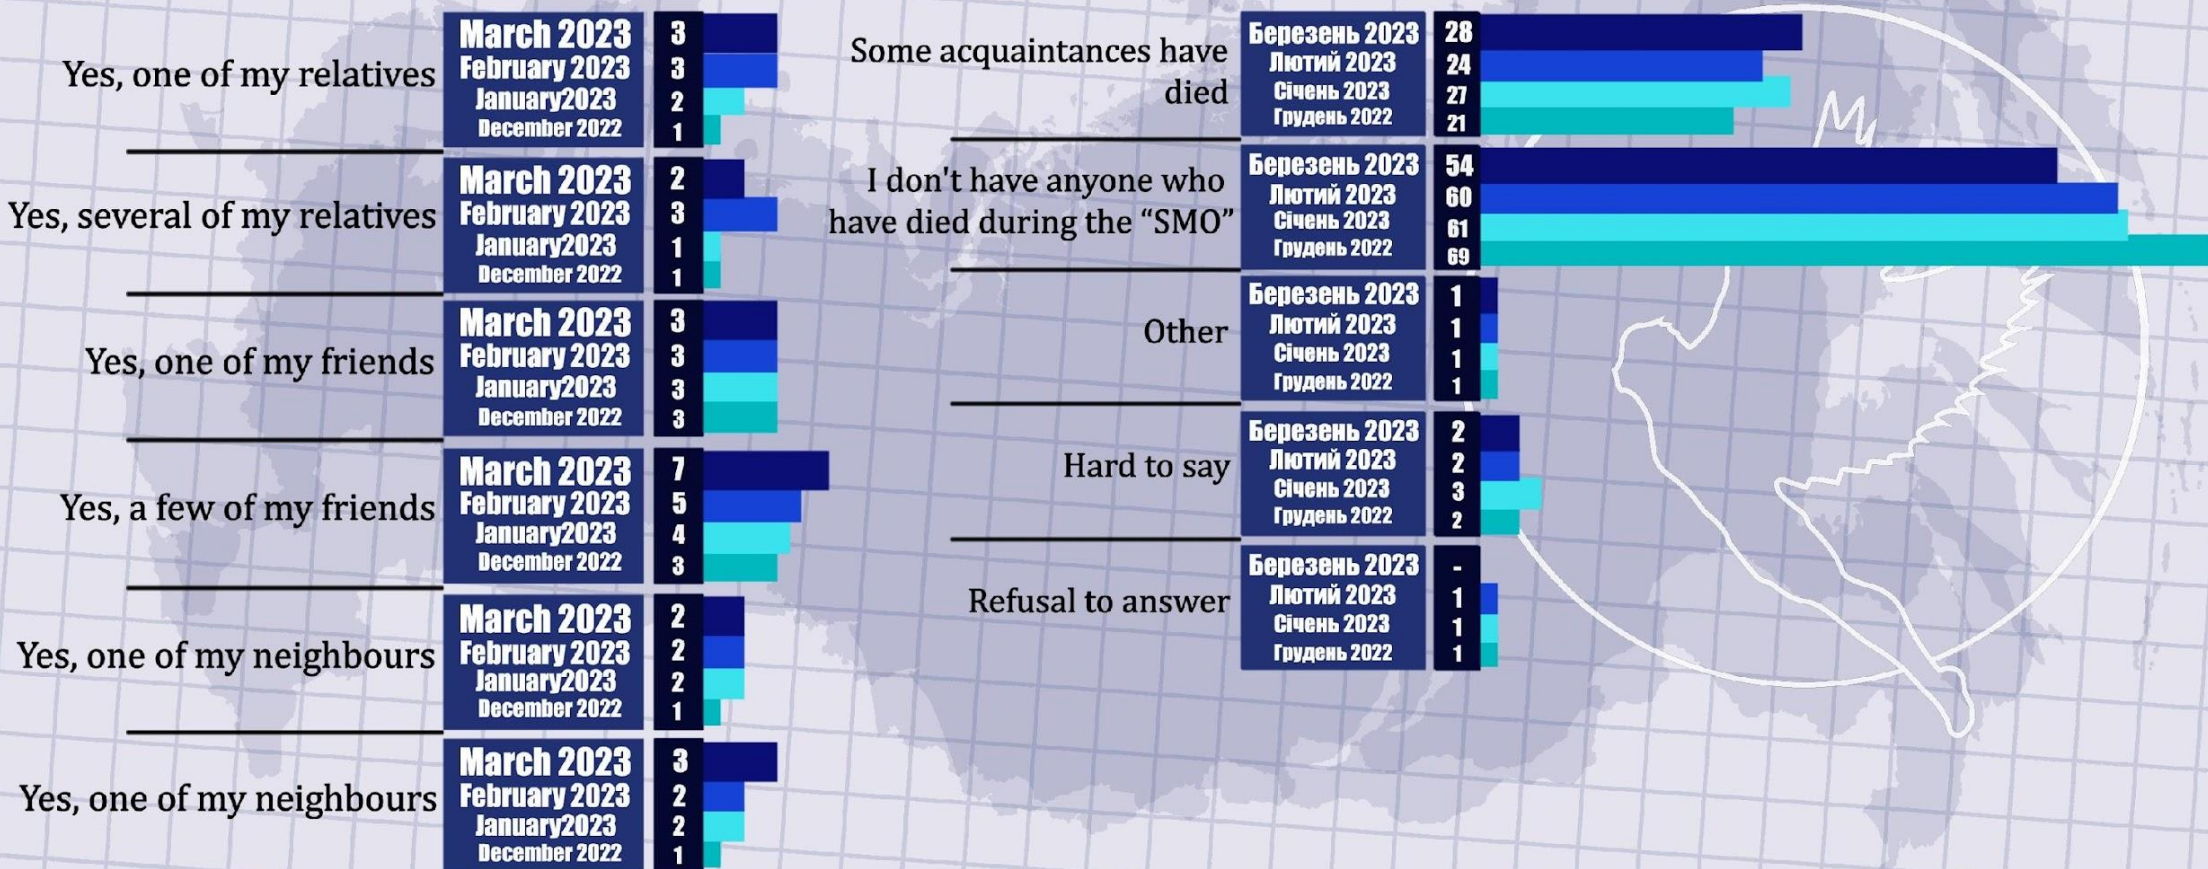 Yes, one of my relatives
March 2023 3
February 2023 3
January2023 2
December 2022 1
Yes, several of my relatives
March 2023 2
February 2023 3
January2023 1
December 2022 1
Yes, one of my friends
March 2023 3
February 2023 3
January2023 3
December 2022 3
Yes, a few of my friends
March 2023 7
February 2023 5
January2023 4
December 2022 3
Yes, one of my neighbours
March 2023 2
February 2023 2
January2023 2
December 2022 1
Yes, one of my neighbours
March 2023 3
February 2023 2
January2023 2
December 2022 1
Some acquaintances have
died
Березень 2023 28
Лютий 2023 24
Січень 2023 27
Грудень 2022 21
I don't have anyone who
have died during the “SMO”
Березень 2023 54
Лютий 2023 60
Січень 2023 61
Грудень 2022 69
Other
Березень 2023 1
Лютий 2023 1
Січень 2023 1
Грудень 2022 1
Hard to say
Березень 2023 2
Лютий 2023 2
Січень 2023 3
Грудень 2022 2
Refusal to answer
Березень 2023 -
Лютий 2023 1
Січень 2023 1
Грудень 2022 1